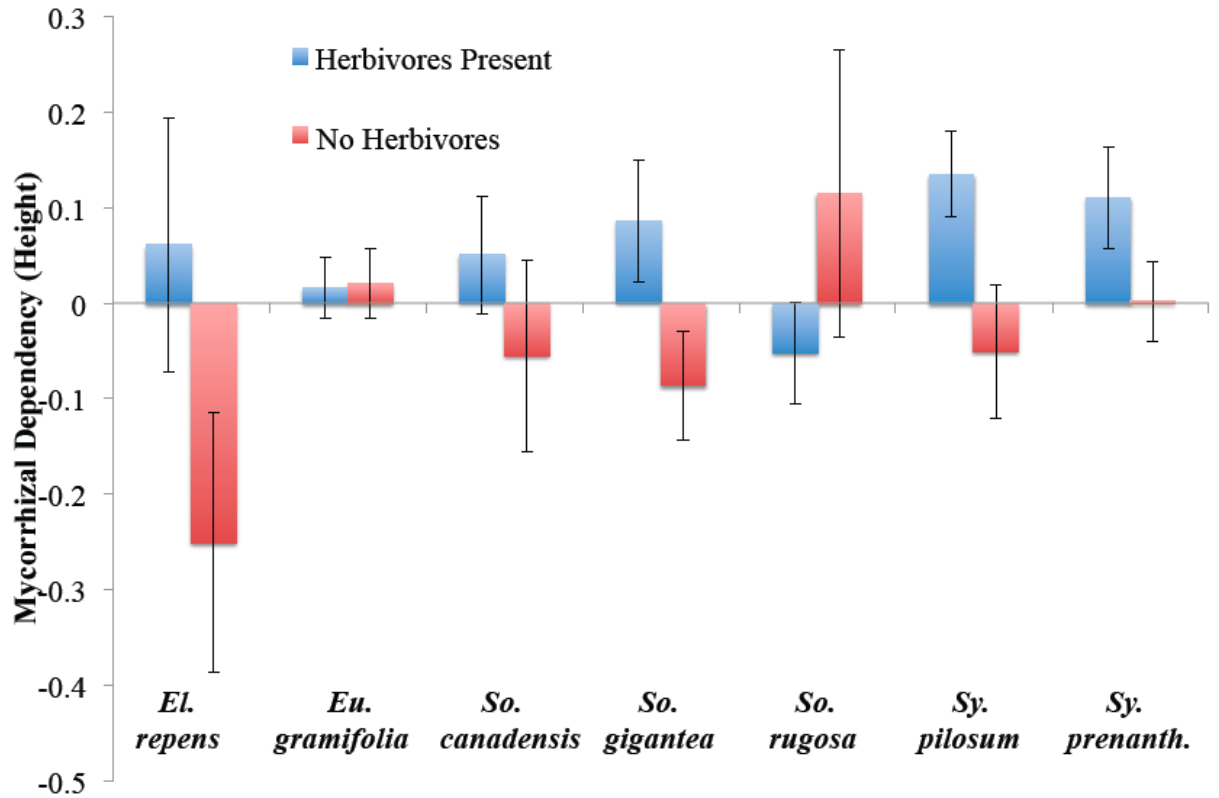 0.3
0.2
0.1
0
-0.1
-0.2
-0.3
-0.4
-0.5
Mycorrhizal Dependency (Height)
Herbivores Present
No Herbivores
El.
repens
Eu.
gramifolia
So.
canadensis
So.
gigantea
So.
rugosa
Sy.
pilosum
Sy.
prenanth.